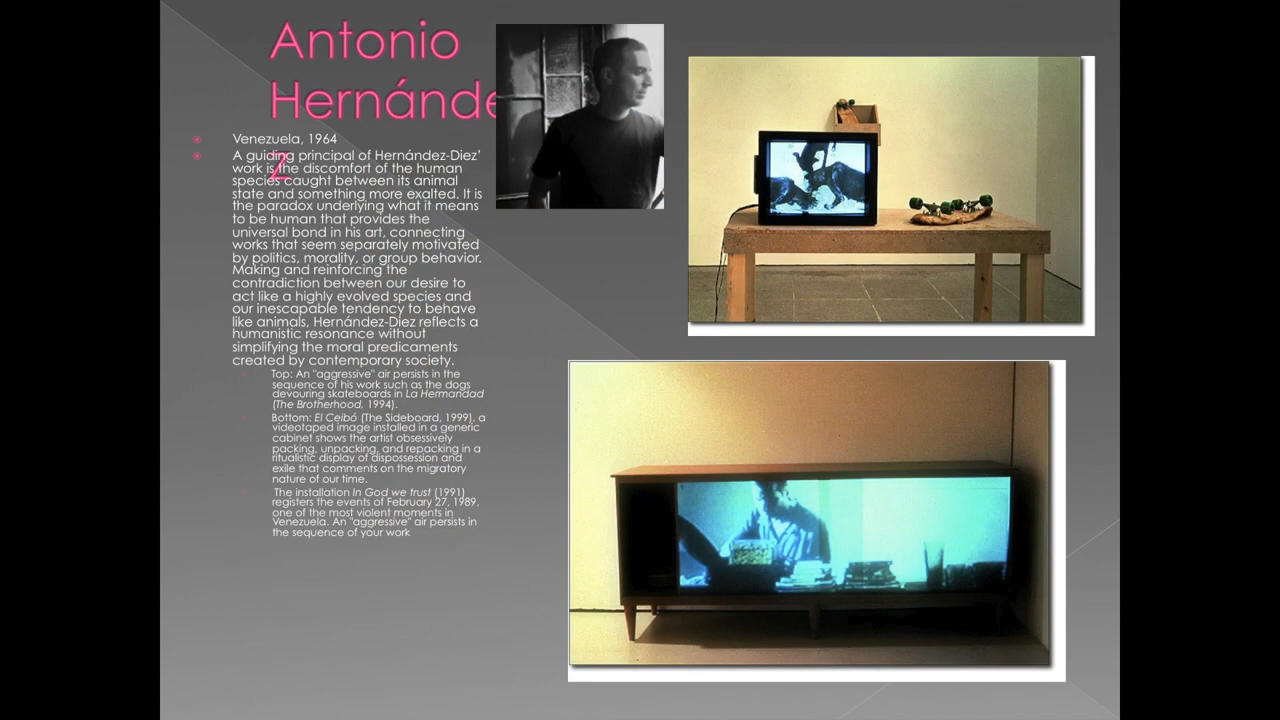 Antonio
Hernánde
z
Venezuela, 1964
A guiding principal of Hernández-Diez’
work is the discomfort of the human
species caught between its animal
state and something more exalted. It is
the paradox underlying what it means
to be human that provides the
universal bond in his art, connecting
works that seem separately motivated
by politics, morality, or group behavior.
Making and reinforcing the
contradiction between our desire to
act like a highly evolved species and
our inescapable tendency to behave
like animals, Hernández-Diez reflects a
humanistic resonance without
simplifying the moral predicaments
created by contemporary society.
Top: An "aggressive" air persists in the
sequence of his work such as the dogs
devouring skateboards in La Hermandad
(The Brotherhood, 1994).
Bottom: El Ceibó (The Sideboard, 1999), a
videotaped image installed in a generic
cabinet shows the artist obsessively
packing, unpacking, and repacking in a
ritualistic display of dispossession and
exile that comments on the migratory
nature of our time.
The installation In God we trust (1991)
registers the events of February 27, 1989,
one of the most violent moments in
Venezuela. An "aggressive" air persists in
the sequence of your work